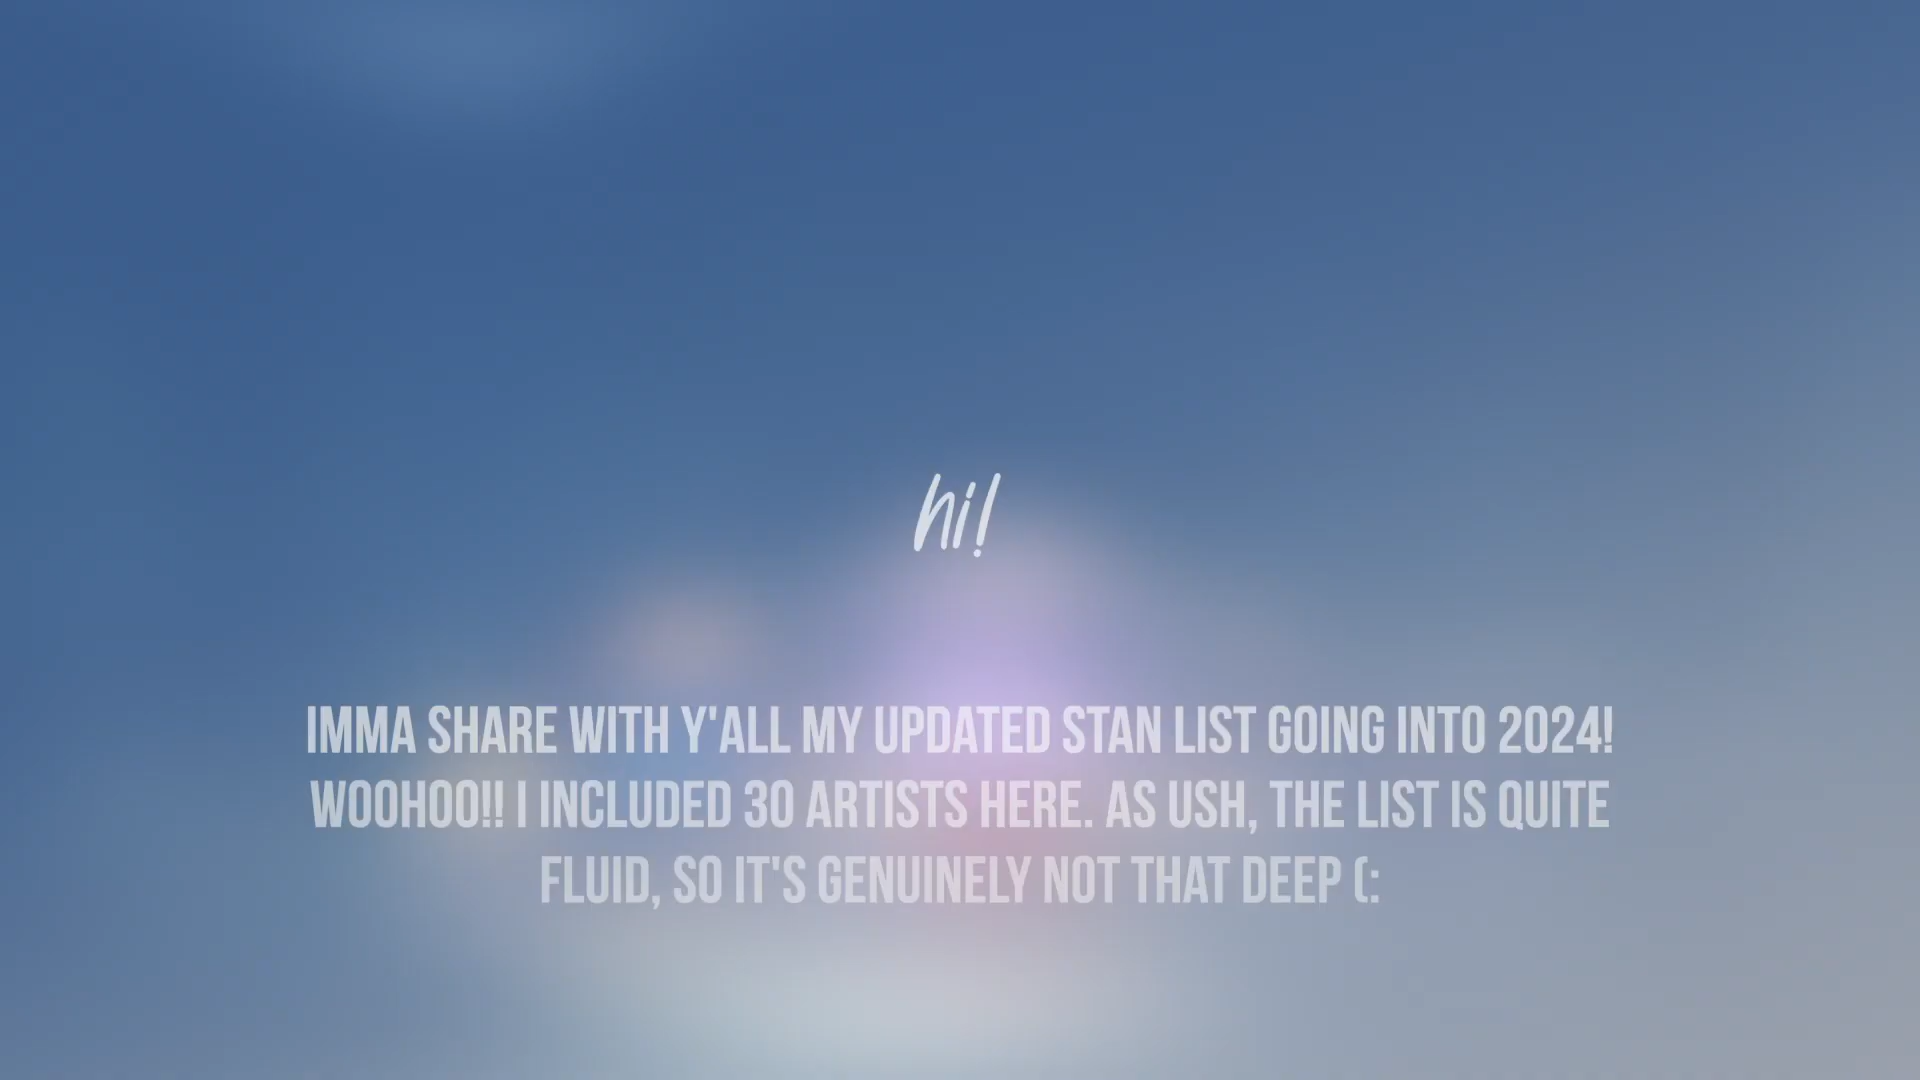 hi!
IMMA SHARE WITH Y'ALL MY UPDATED STAN LIST GOING INTO 2024!
WOOHOO!! I INCLUDED 30 ARTISTS HERE. AS USH, THE LIST IS QUITE
FLUID, SO IT'S GENUINELY NOT THAT DEEP (: